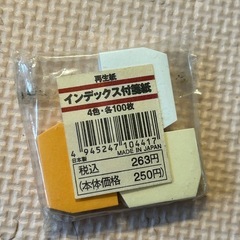 再生紙
インデックス付箋紙
4色・各100枚
4 945247 104417
日本製 MADE IN JAPAN
税込 263円
(本体価格 250円)